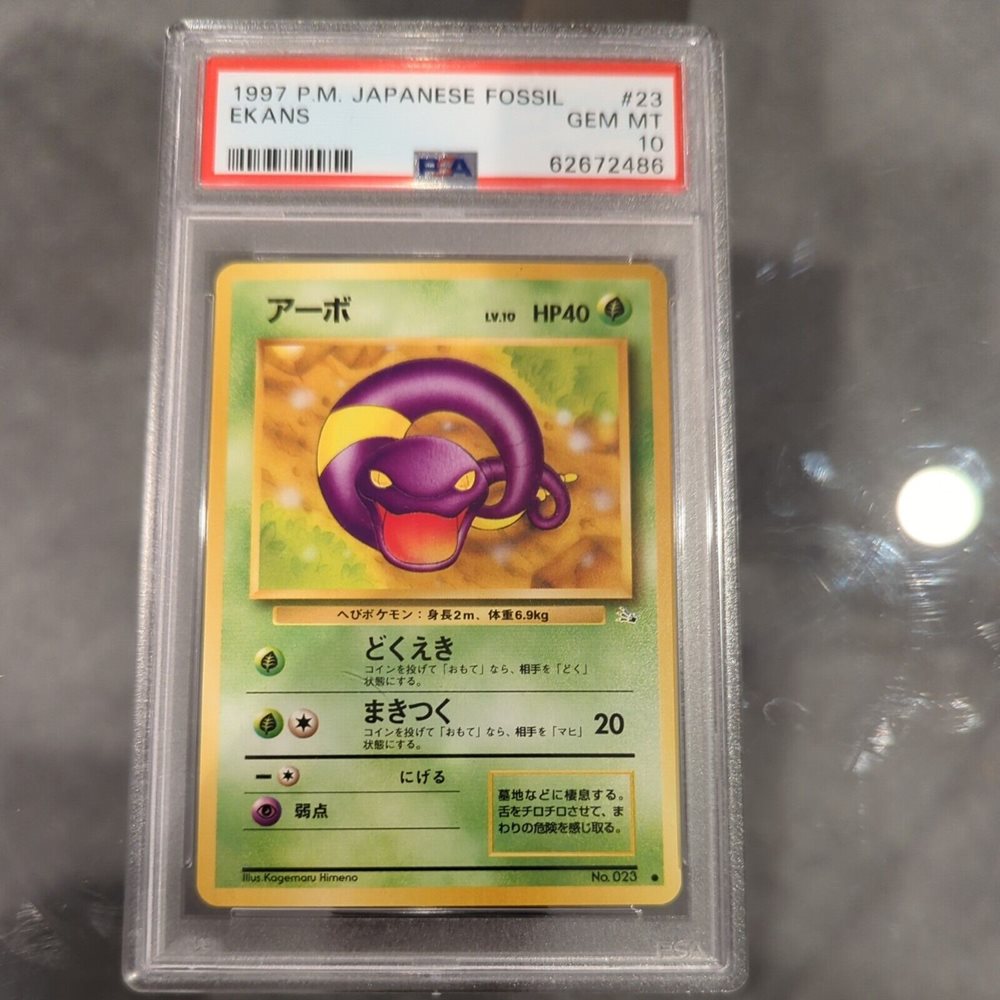 1997 P.M. JAPANESE FOSSIL #23
EKANS GEM MT
10
PSA 62672486
アーボ LV.10 HP40
へびポケモン：身長2m、体重6.9kg
どくえき
コインを投げて「おもて」なら、相手を「どく」
状態にする。
まきつく 20
コインを投げて「おもて」なら、相手を「マヒ」
状態にする。
にげる
弱点
墓地などに棲息する。
舌をチロチロさせて、ま
わりの危険を感じ取る。
Illus.Kagemaru Himeno No. 023
PSA